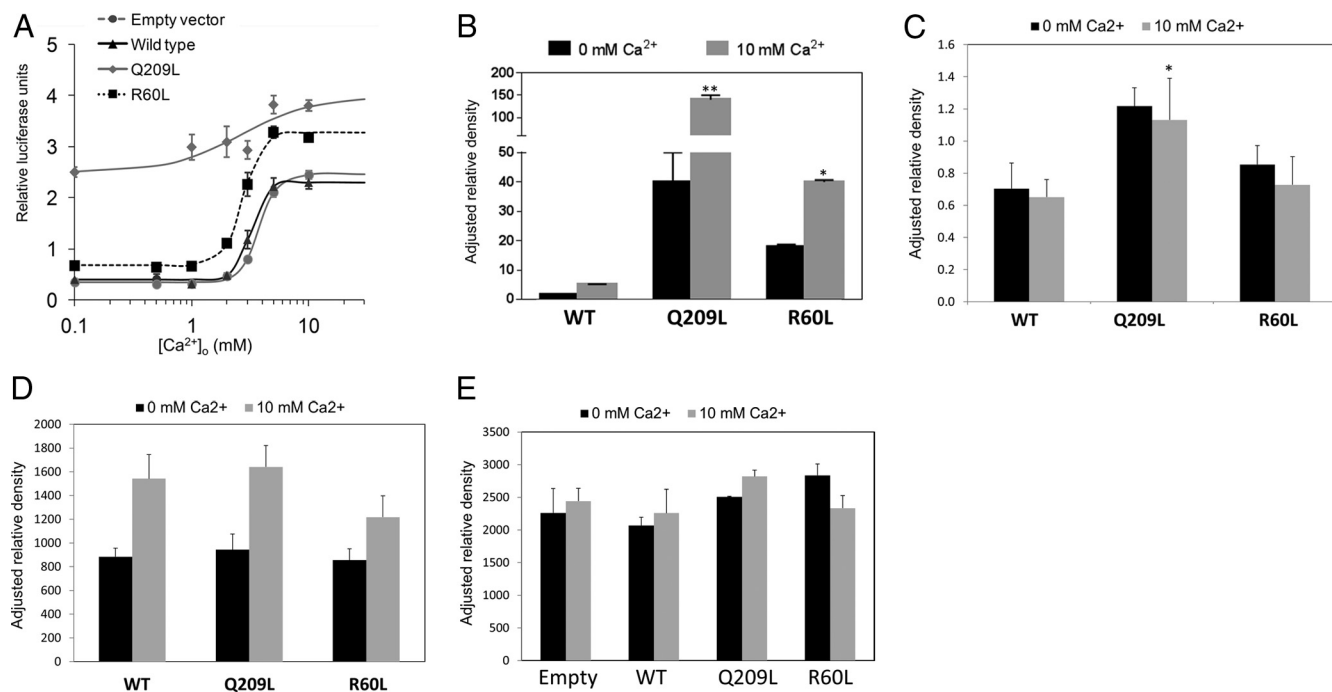 A
Empty vector
Wild type
Q209L
R60L
Relative luciferase units
5
4
3
2
1
0
0.1
1
10
[Ca²⁺]ₒ (mM)
B
0 mM Ca²⁺
10 mM Ca²⁺
Adjusted relative density
200
150
100
50
40
30
20
10
0
**
*
WT
Q209L
R60L
C
0 mM Ca2+
10 mM Ca2+
Adjusted relative density
1.6
1.4
1.2
1.0
0.8
0.6
0.4
0.2
0.0
*
WT
Q209L
R60L
D
0 mM Ca2+
10 mM Ca2+
Adjusted relative density
2000
1800
1600
1400
1200
1000
800
600
400
200
0
WT
Q209L
R60L
E
0 mM Ca2+
10 mM Ca2+
Adjusted relative density
3500
3000
2500
2000
1500
1000
500
0
Empty
WT
Q209L
R60L